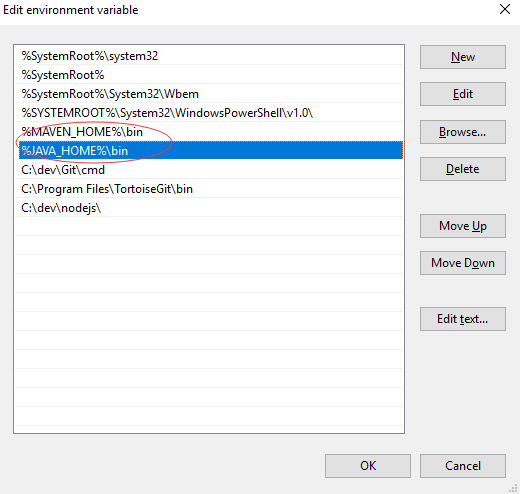 Edit environment variable
%SystemRoot%\system32
%SystemRoot%
%SystemRoot%\System32\Wbem
%SYSTEMROOT%\System32\WindowsPowerShell\v1.0\
%MAVEN_HOME%\bin
%JAVA_HOME%\bin
C:\dev\Git\cmd
C:\Program Files\TortoiseGit\bin
C:\dev\nodejs\
New
Edit
Browse...
Delete
Move Up
Move Down
Edit text...
OK
Cancel